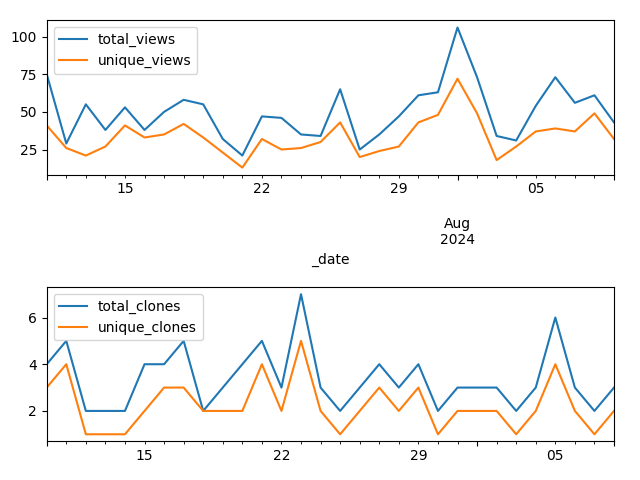 100
75
50
25
total_views
unique_views
15
22
29
05
Aug
2024
_date
6
4
2
total_clones
unique_clones
15
22
29
05